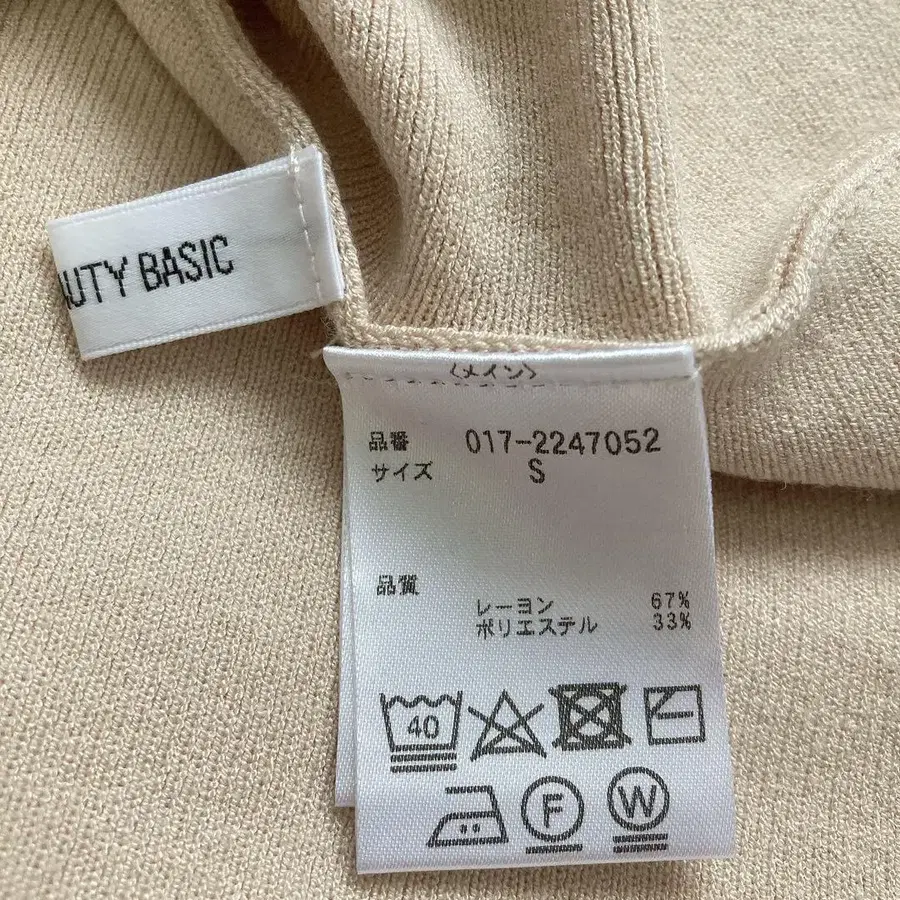 AUTY BASIC
〈メイン〉
品番 017-2247052
サイズ S
品質
レーヨン 67%
ポリエステル 33%
40
F
W